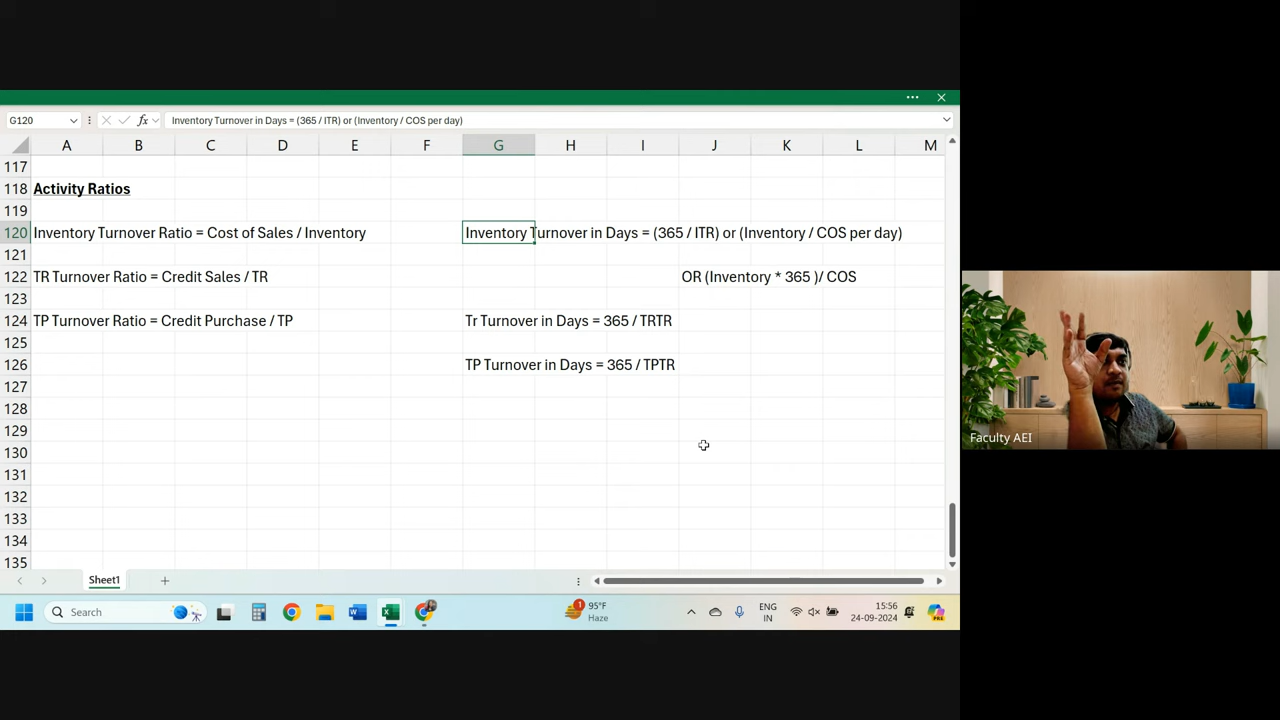 G120
fx
Inventory Turnover in Days = (365 / ITR) or (Inventory / COS per day)
A B C D E F G H I J K L M
117
118 Activity Ratios
119
120 Inventory Turnover Ratio = Cost of Sales / Inventory Inventory Turnover in Days = (365 / ITR) or (Inventory / COS per day)
121
122 TR Turnover Ratio = Credit Sales / TR OR (Inventory * 365 )/ COS
123
124 TP Turnover Ratio = Credit Purchase / TP Tr Turnover in Days = 365 / TRTR
125
126 TP Turnover in Days = 365 / TPTR
127
128
129
130
131
132
133
134
135
Faculty AEI
Sheet1
Search
1
95°F
Haze
ENG
IN
15:56
24-09-2024